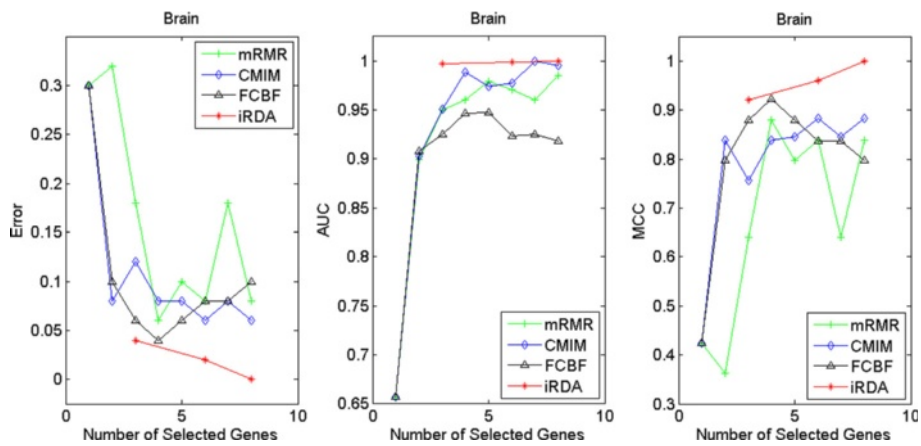 Brain
Error
0.3
0.25
0.2
0.15
0.1
0.05
0
0
5
10
Number of Selected Genes
mRMR
CMIM
FCBF
iRDA
Brain
AUC
1
0.95
0.9
0.85
0.8
0.75
0.7
0.65
0
5
10
Number of Selected Genes
mRMR
CMIM
FCBF
iRDA
Brain
MCC
1
0.9
0.8
0.7
0.6
0.5
0.4
0.3
0
5
10
Number of Selected Genes
mRMR
CMIM
FCBF
iRDA